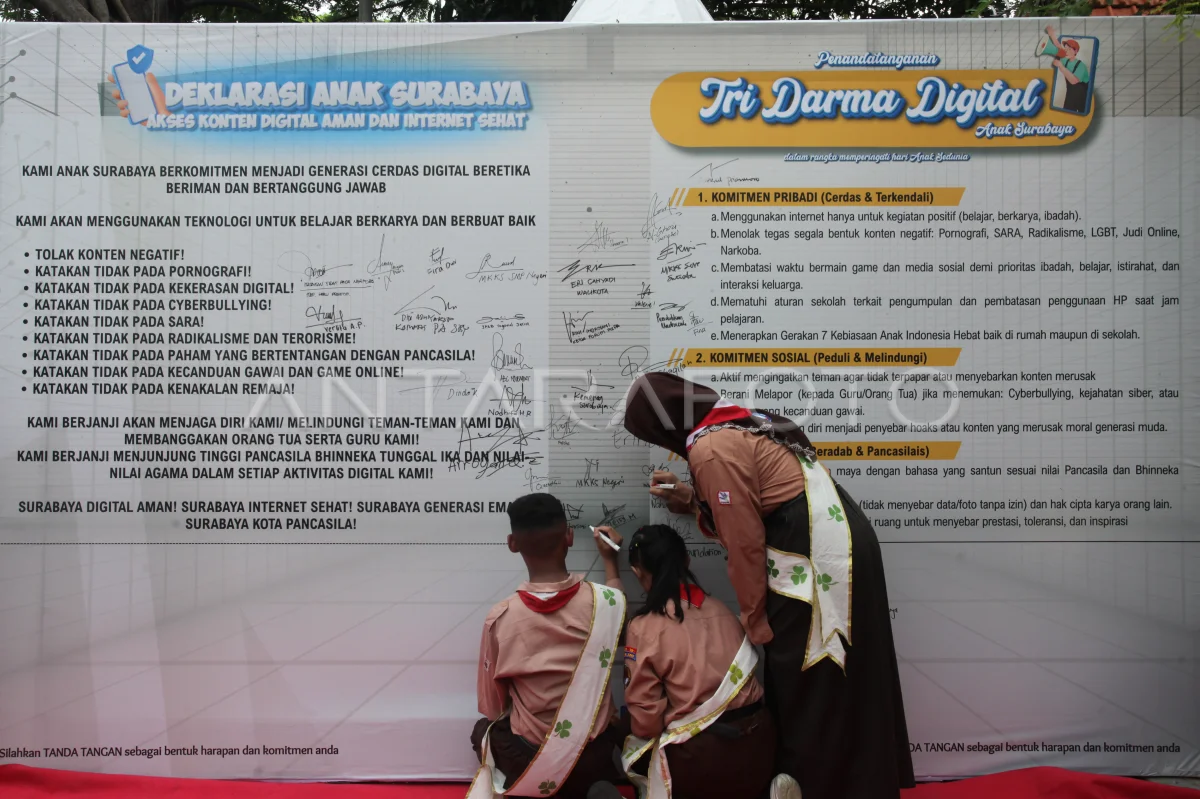 DEKLARASI ANAK SURABAYA
AKSES KONTEN DIGITAL AMAN DAN INTERNET SEHAT
KAMI ANAK SURABAYA BERKOMITMEN MENJADI GENERASI CERDAS DIGITAL BERETIKA
BERIMAN DAN BERTANGGUNG JAWAB
KAMI AKAN MENGGUNAKAN TEKNOLOGI UNTUK BELAJAR BERKARYA DAN BERBUAT BAIK
• TOLAK KONTEN NEGATIF!
• KATAKAN TIDAK PADA PORNOGRAFI!
• KATAKAN TIDAK PADA KEKERASAN DIGITAL!
• KATAKAN TIDAK PADA CYBERBULLYING!
• KATAKAN TIDAK PADA SARA!
• KATAKAN TIDAK PADA RADIKALISME DAN TERORISME!
• KATAKAN TIDAK PADA PAHAM YANG BERTENTANGAN DENGAN PANCASILA!
• KATAKAN TIDAK PADA KECANDUAN GAWAI DAN GAME ONLINE!
• KATAKAN TIDAK PADA KENAKALAN REMAJA!
KAMI BERJANJI AKAN MENJAGA DIRI KAMI/ MELINDUNGI TEMAN-TEMAN KAMI DAN
MEMBANGGAKAN ORANG TUA SERTA GURU KAMI!
KAMI BERJANJI MENJUNJUNG TINGGI PANCASILA BHINNEKA TUNGGAL IKA DAN NILAI-
NILAI AGAMA DALAM SETIAP AKTIVITAS DIGITAL KAMI!
SURABAYA DIGITAL AMAN! SURABAYA INTERNET SEHAT! SURABAYA GENERASI EMA
SURABAYA KOTA PANCASILA!
Silahkan TANDA TANGAN sebagai bentuk harapan dan komitmen anda
Penandatanganan
Tri Darma Digital
Anak Surabaya
dalam rangka memperingati hari Anak Sedunia
1. KOMITMEN PRIBADI (Cerdas & Terkendali)
a. Menggunakan internet hanya untuk kegiatan positif (belajar, berkarya, ibadah).
b. Menolak tegas segala bentuk konten negatif: Pornografi, SARA, Radikalisme, LGBT, Judi Online,
Narkoba.
c. Membatasi waktu bermain game dan media sosial demi prioritas ibadah, belajar, istirahat, dan
interaksi keluarga.
d. Mematuhi aturan sekolah terkait pengumpulan dan pembatasan penggunaan HP saat jam
pelajaran.
e. Menerapkan Gerakan 7 Kebiasaan Anak Indonesia Hebat baik di rumah maupun di sekolah.
2. KOMITMEN SOSIAL (Peduli & Melindungi)
a. Aktif mengingatkan teman agar tidak terpapar atau menyebarkan konten merusak
Berani Melapor (kepada Guru/Orang Tua) jika menemukan: Cyberbullying, kejahatan siber, atau
kecanduan gawai.
diri menjadi penyebar hoaks atau konten yang merusak moral generasi muda.
eradab & Pancasilais)
maya dengan bahasa yang santun sesuai nilai Pancasila dan Bhinneka
(tidak menyebar data/foto tanpa izin) dan hak cipta karya orang lain.
ruang untuk menyebar prestasi, toleransi, dan inspirasi
DA TANGAN sebagai bentuk harapan dan komitmen anda
ERI CAHYADI
WALIKOTA
MKKS SMP Negeri
MKKS Negeri
Kemenag
ANTARAFOTO